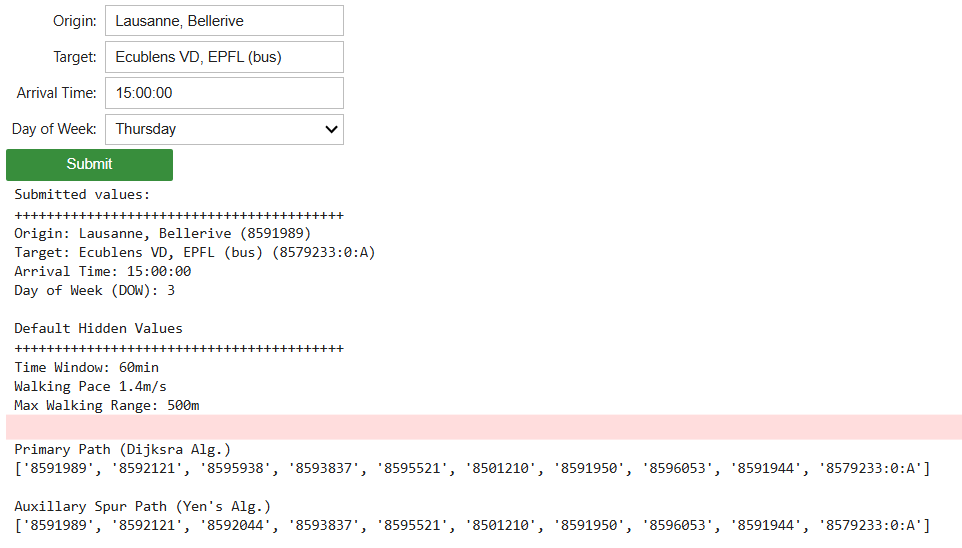 Origin: Lausanne, Bellerive
Target: Ecublens VD, EPFL (bus)
Arrival Time: 15:00:00
Day of Week: Thursday
Submit
Submitted values:
+++++++++++++++++++++++++++++++++++++++++
Origin: Lausanne, Bellerive (8591989)
Target: Ecublens VD, EPFL (bus) (8579233:0:A)
Arrival Time: 15:00:00
Day of Week (DOW): 3
Default Hidden Values
+++++++++++++++++++++++++++++++++++++++++
Time Window: 60min
Walking Pace 1.4m/s
Max Walking Range: 500m
Primary Path (Dijksra Alg.)
['8591989', '8592121', '8595938', '8593837', '8595521', '8501210', '8591950', '8596053', '8591944', '8579233:0:A']
Auxillary Spur Path (Yen's Alg.)
['8591989', '8592121', '8592044', '8593837', '8595521', '8501210', '8591950', '8596053', '8591944', '8579233:0:A']